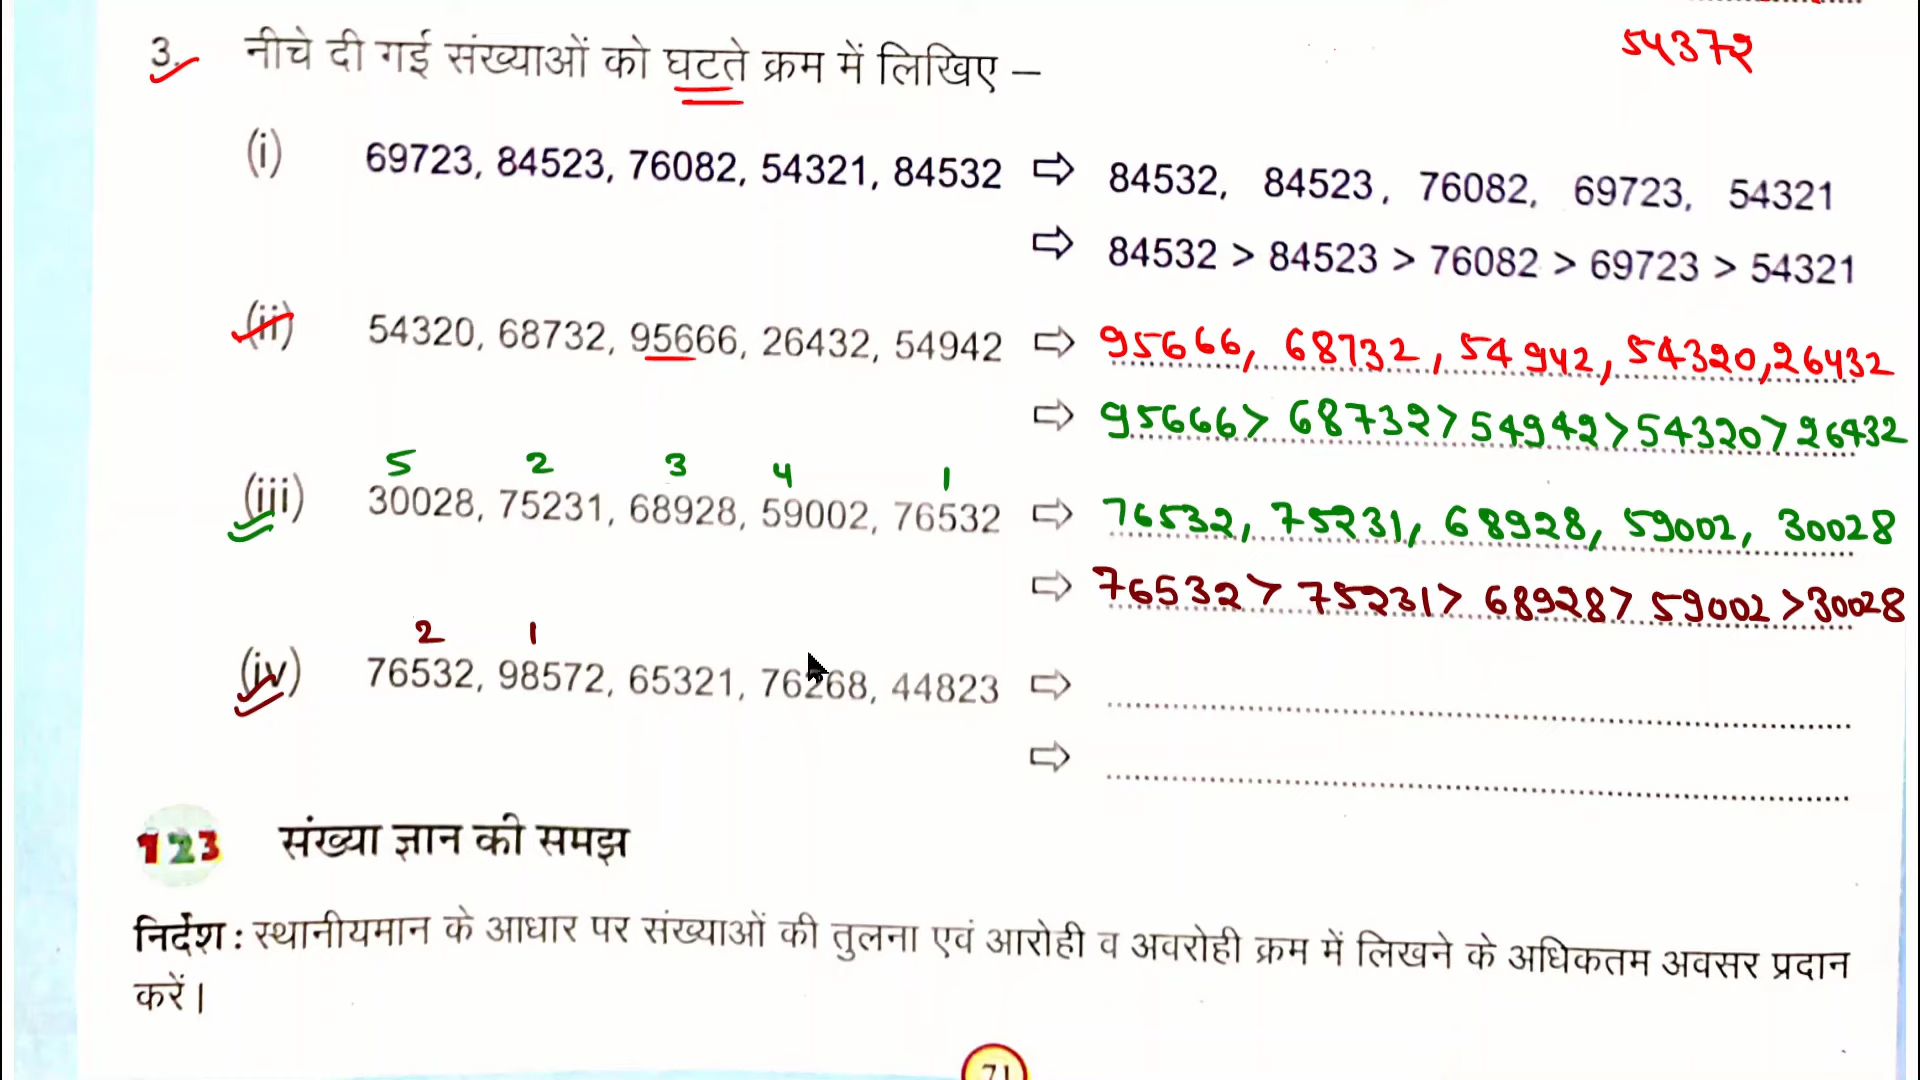 54372
3. नीचे दी गई संख्याओं को घटते क्रम में लिखिए –
(i) 69723, 84523, 76082, 54321, 84532 ⇨ 84532, 84523, 76082, 69723, 54321
⇨ 84532 > 84523 > 76082 > 69723 > 54321
(ii) 54320, 68732, 95666, 26432, 54942 ⇨ 95666, 68732, 54942, 54320, 26432
⇨ 95666> 68732> 54942> 54320> 26432
5 2 3 4 1
(iii) 30028, 75231, 68928, 59002, 76532 ⇨ 76532, 75231, 68928, 59002, 30028
⇨ 76532> 75231> 68928> 59002 >30028
2 1
(iv) 76532, 98572, 65321, 76268, 44823 ⇨
⇨
123 संख्या ज्ञान की समझ
निर्देश : स्थानीयमान के आधार पर संख्याओं की तुलना एवं आरोही व अवरोही क्रम में लिखने के अधिकतम अवसर प्रदान
करें।
71